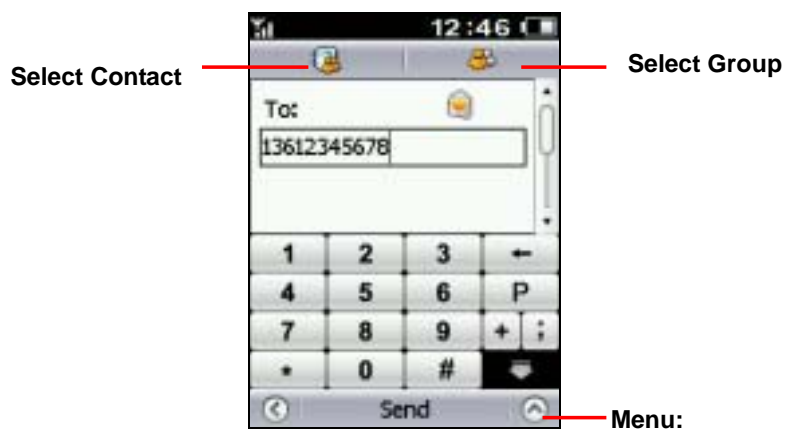 12:46
Select Contact
Select Group
To:
13612345678
1 2 3 ←
4 5 6 P
7 8 9 + ;
* 0 #
Send
Menu: